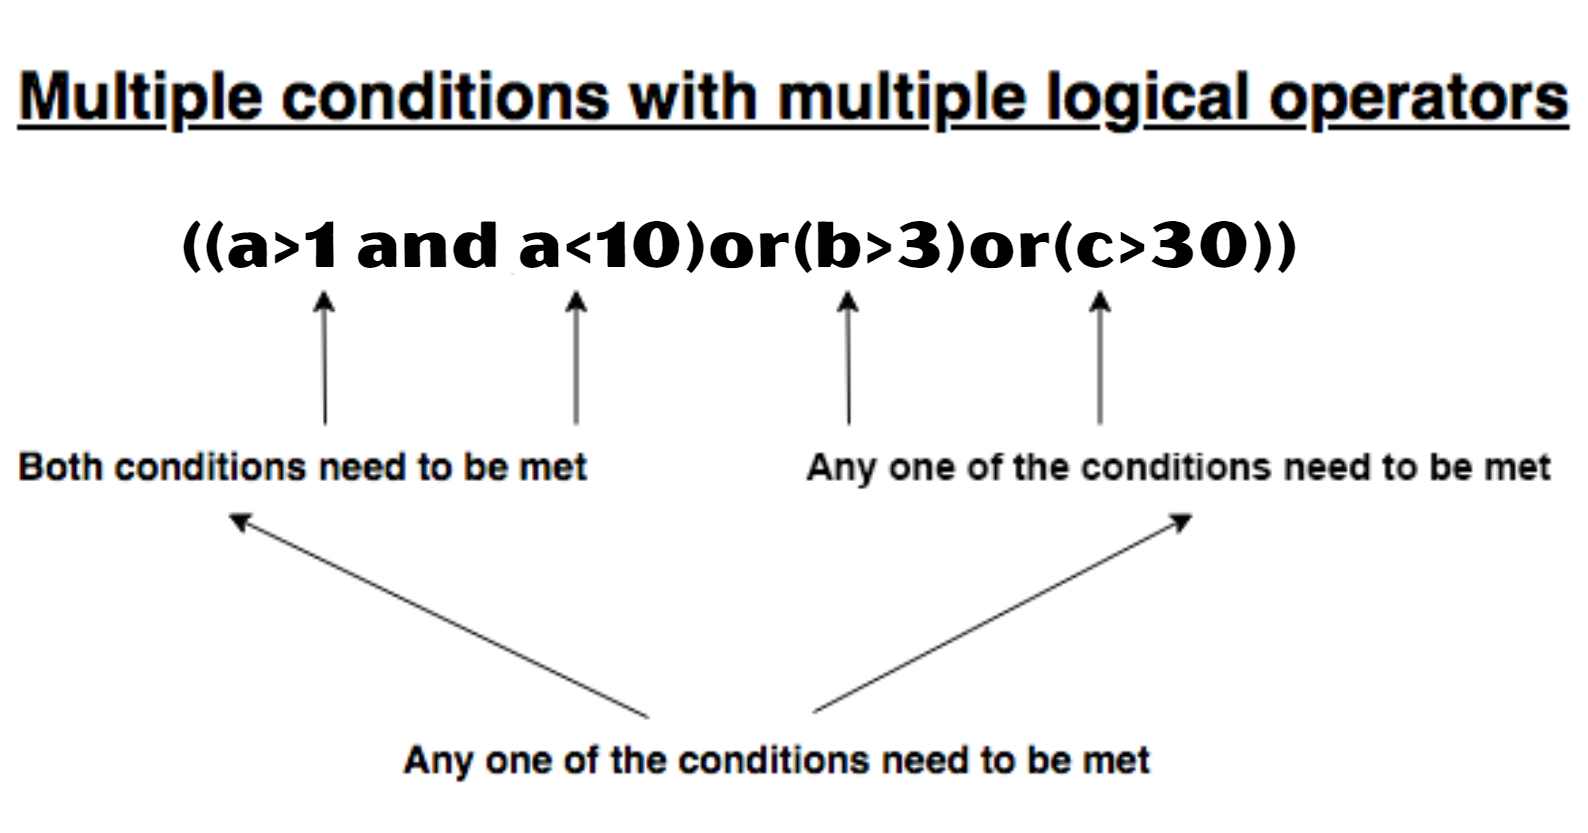 Multiple conditions with multiple logical operators
((a>1 and a<10)or(b>3)or(c>30))
Both conditions need to be met
Any one of the conditions need to be met
Any one of the conditions need to be met